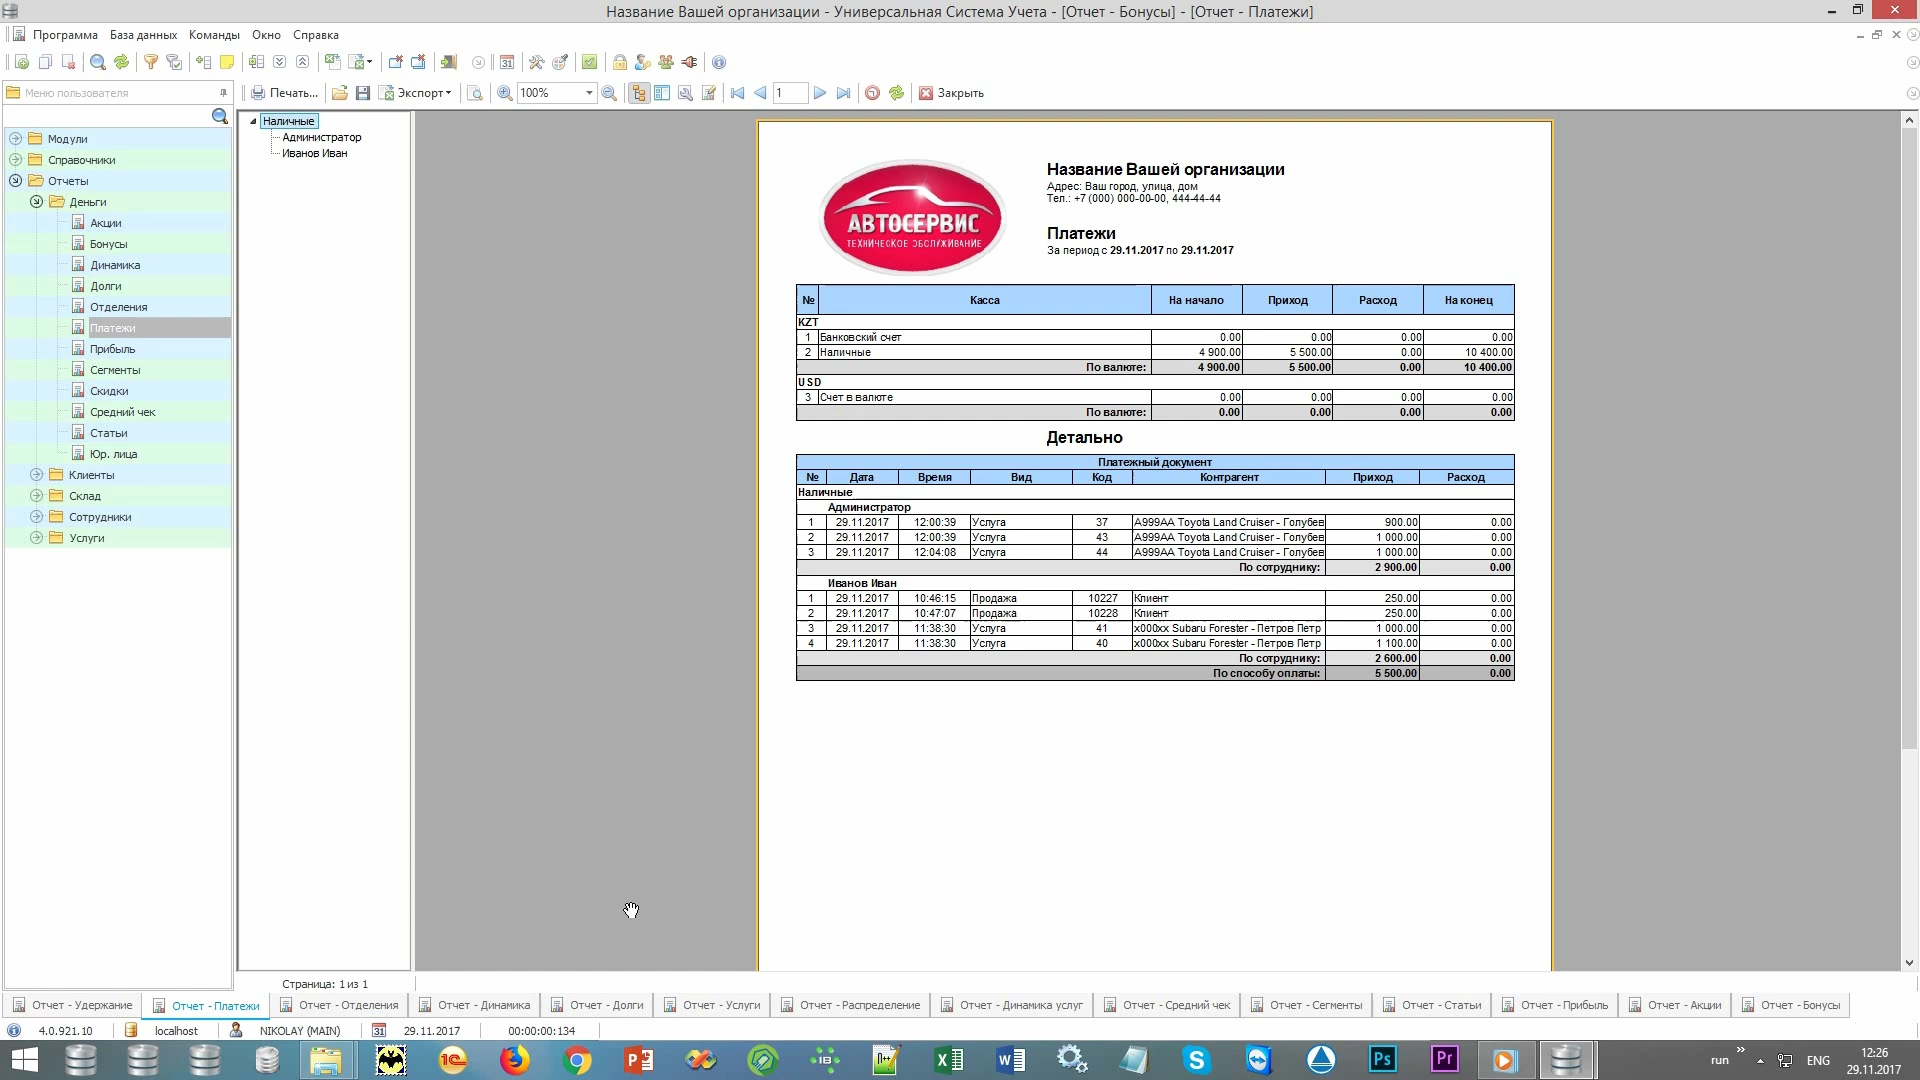 Название Вашей организации - Универсальная Система Учета - [Отчет - Бонусы] - [Отчет - Платежи]
Программа База данных Команды Окно Справка
Меню пользователя
Печать... Экспорт 100% 1 Закрыть
Модули
Справочники
Отчеты
Деньги
Акции
Бонусы
Динамика
Долги
Отделения
Платежи
Прибыль
Сегменты
Скидки
Средний чек
Статьи
Юр. лица
Клиенты
Склад
Сотрудники
Услуги
Наличные
Администратор
Иванов Иван
АВТОСЕРВИС
ТЕХНИЧЕСКОЕ ОБСЛУЖИВАНИЕ
Название Вашей организации
Адрес: Ваш город, улица, дом
Тел.: +7 (000) 000-00-00, 444-44-44
Платежи
За период с 29.11.2017 по 29.11.2017
№ Касса На начало Приход Расход На конец
KZT
1 Банковский счет 0.00 0.00 0.00 0.00
2 Наличные 4 900.00 5 500.00 0.00 10 400.00
По валюте: 4 900.00 5 500.00 0.00 10 400.00
USD
3 Счет в валюте 0.00 0.00 0.00 0.00
По валюте: 0.00 0.00 0.00 0.00
Детально
Платежный документ
№ Дата Время Вид Код Контрагент Приход Расход
Наличные
Администратор
1 29.11.2017 12:00:39 Услуга 37 А999АА Toyota Land Cruiser - Голубев 900.00 0.00
2 29.11.2017 12:00:39 Услуга 43 А999АА Toyota Land Cruiser - Голубев 1 000.00 0.00
3 29.11.2017 12:04:08 Услуга 44 А999АА Toyota Land Cruiser - Голубев 1 000.00 0.00
По сотруднику: 2 900.00 0.00
Иванов Иван
1 29.11.2017 10:46:15 Продажа 10227 Клиент 250.00 0.00
2 29.11.2017 10:47:07 Продажа 10228 Клиент 250.00 0.00
3 29.11.2017 11:38:30 Услуга 41 х000хх Subaru Forester - Петров Петр 1 000.00 0.00
4 29.11.2017 11:38:30 Услуга 40 х000хх Subaru Forester - Петров Петр 1 100.00 0.00
По сотруднику: 2 600.00 0.00
По способу оплаты: 5 500.00 0.00
Страница: 1 из 1
Отчет - Удержание Отчет - Платежи Отчет - Отделения Отчет - Динамика Отчет - Долги Отчет - Услуги Отчет - Распределение Отчет - Динамика услуг Отчет - Средний чек Отчет - Сегменты Отчет - Статьи Отчет - Прибыль Отчет - Акции Отчет - Бонусы
4.0.921.10 localhost NIKOLAY (MAIN) 31 29.11.2017 00:00:00:134
run ENG 12:26
29.11.2017